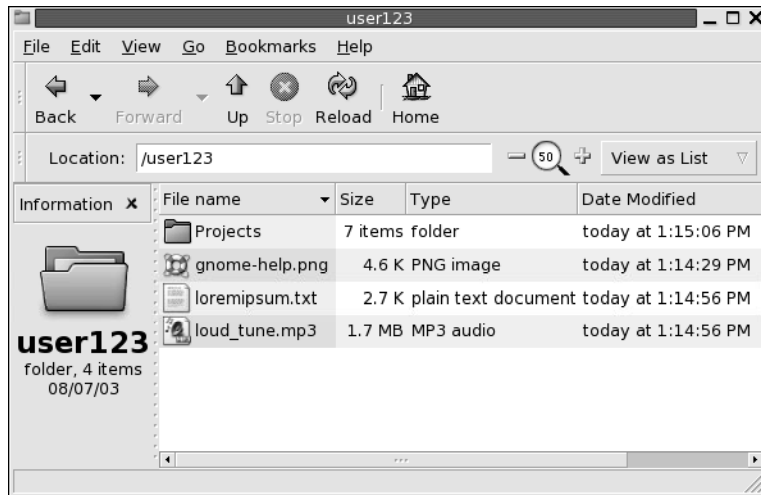 user123
File Edit View Go Bookmarks Help
Back Forward Up Stop Reload Home
Location: /user123 50 View as List
Information File name Size Type Date Modified
Projects 7 items folder today at 1:15:06 PM
gnome-help.png 4.6 K PNG image today at 1:14:29 PM
loremipsum.txt 2.7 K plain text document today at 1:14:56 PM
loud_tune.mp3 1.7 MB MP3 audio today at 1:14:56 PM
user123
folder, 4 items
08/07/03